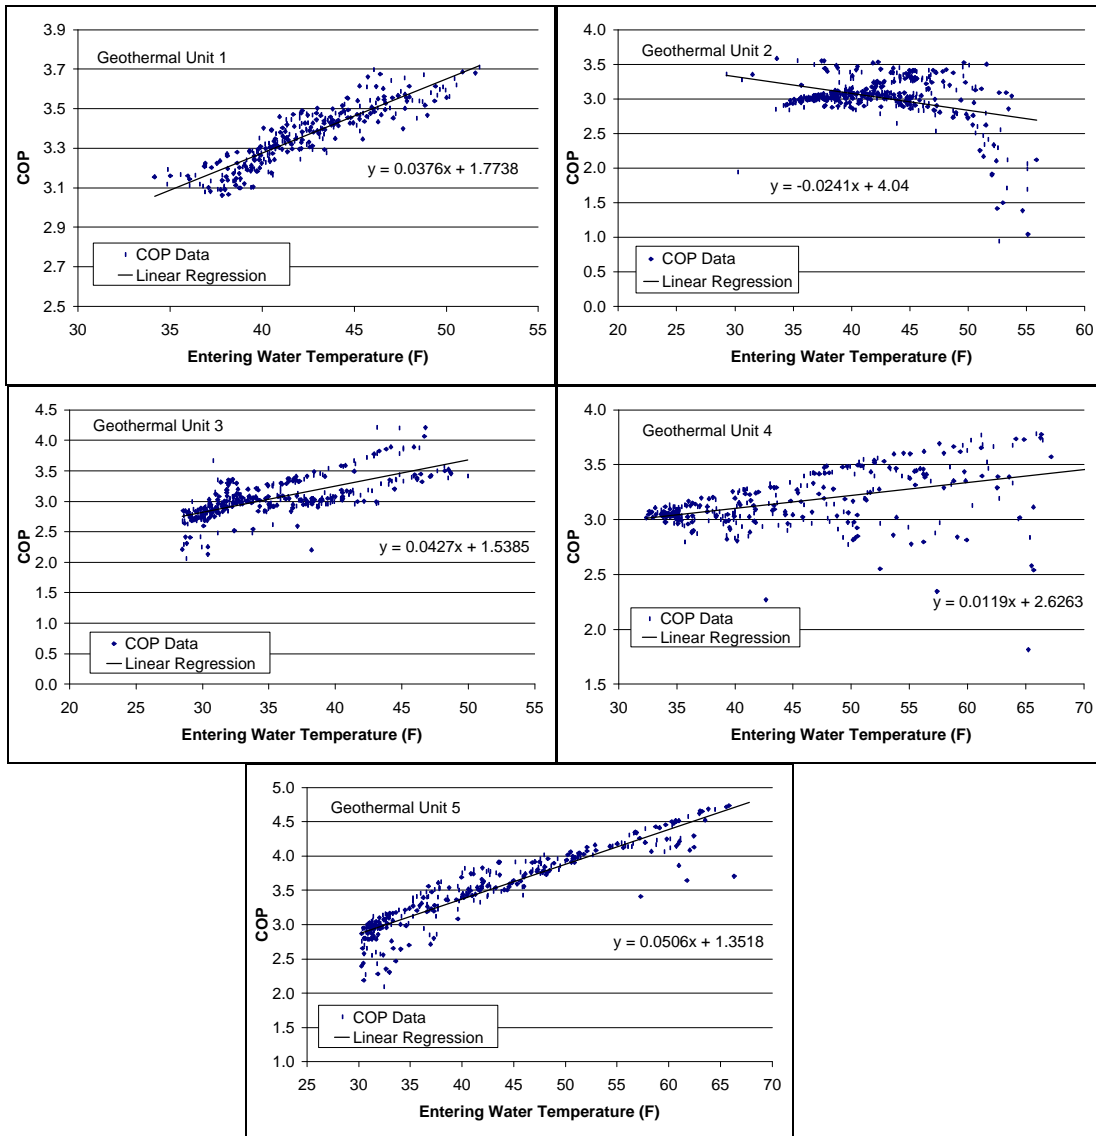 Geothermal Unit 1
COP
3.9
3.7
3.5
3.3
3.1
2.9
2.7
2.5
y = 0.0376x + 1.7738
COP Data
Linear Regression
30 35 40 45 50 55
Entering Water Temperature (F)
Geothermal Unit 2
COP
4.0
3.5
3.0
2.5
2.0
1.5
1.0
0.5
0.0
y = -0.0241x + 4.04
COP Data
Linear Regression
20 25 30 35 40 45 50 55 60
Entering Water Temperature (F)
Geothermal Unit 3
COP
4.5
4.0
3.5
3.0
2.5
2.0
1.5
1.0
0.5
0.0
y = 0.0427x + 1.5385
COP Data
Linear Regression
20 25 30 35 40 45 50 55
Entering Water Temperature (F)
Geothermal Unit 4
COP
4.0
3.5
3.0
2.5
2.0
1.5
y = 0.0119x + 2.6263
COP Data
Linear Regression
30 35 40 45 50 55 60 65 70
Entering Water Temperature (F)
Geothermal Unit 5
COP
5.0
4.5
4.0
3.5
3.0
2.5
2.0
1.5
1.0
y = 0.0506x + 1.3518
COP Data
Linear Regression
25 30 35 40 45 50 55 60 65 70
Entering Water Temperature (F)